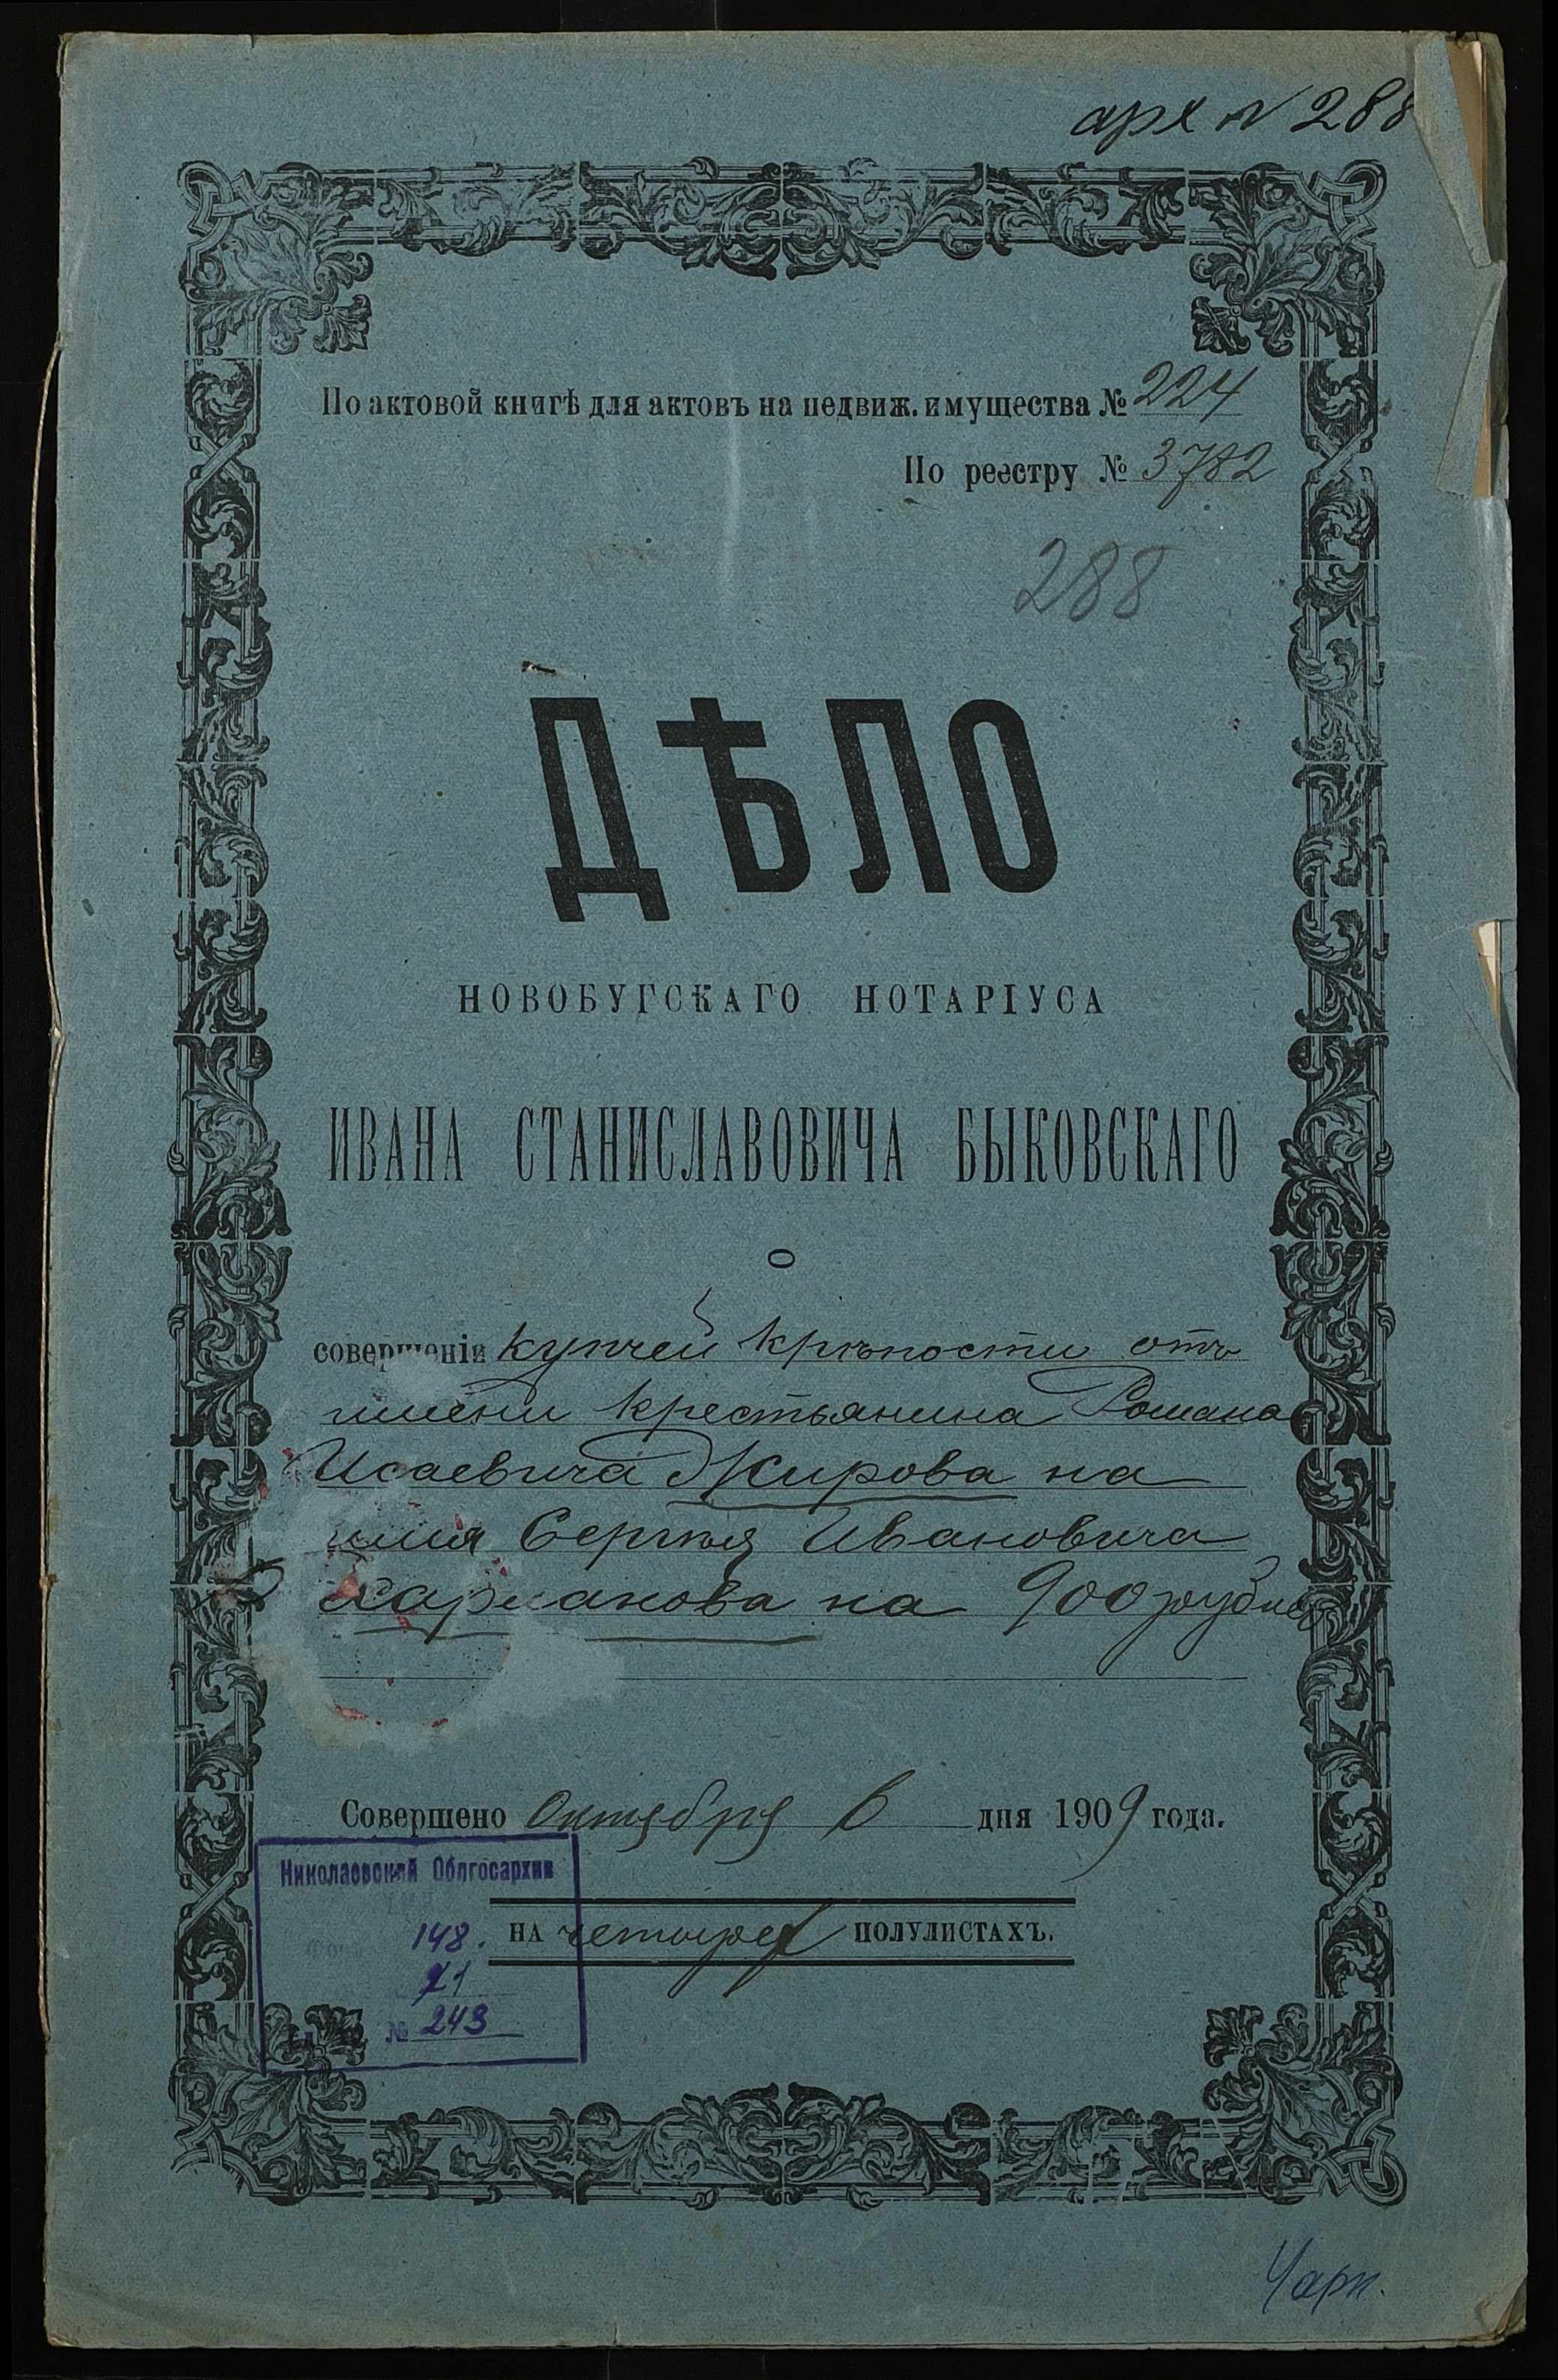 арх № 288
По актовой книгѣ для актовъ на недвиж. имущества № 224
По реестру № 3782
288
ДѢЛО
НОВОБУГСКАГО НОТАРІУСА
ИВАНА СТАНИСЛАВОВИЧА БЫКОВСКАГО
О
совершеніи купчей крѣпости отъ
имени крестьянина Романа
Исаевича Жирова на
имя Сергѣя Ивановича
на 900 рублей
Совершено Октября 6 дня 1909 года.
Николаевский Облгосархив
НА четырех ПОЛУЛИСТАХЪ.
148.
21
№ 243